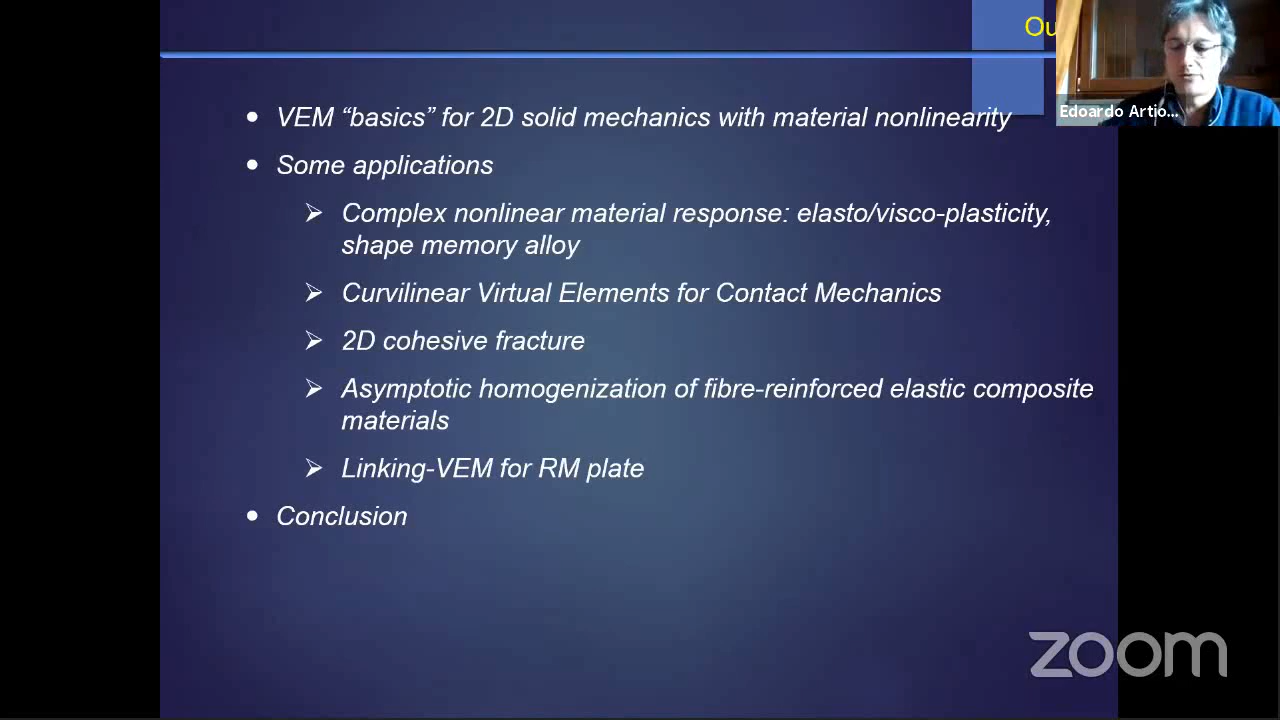 Ou
Edoardo Artio...
VEM “basics” for 2D solid mechanics with material nonlinearity
Some applications
Complex nonlinear material response: elasto/visco-plasticity,
shape memory alloy
Curvilinear Virtual Elements for Contact Mechanics
2D cohesive fracture
Asymptotic homogenization of fibre-reinforced elastic composite
materials
Linking-VEM for RM plate
Conclusion
zoom